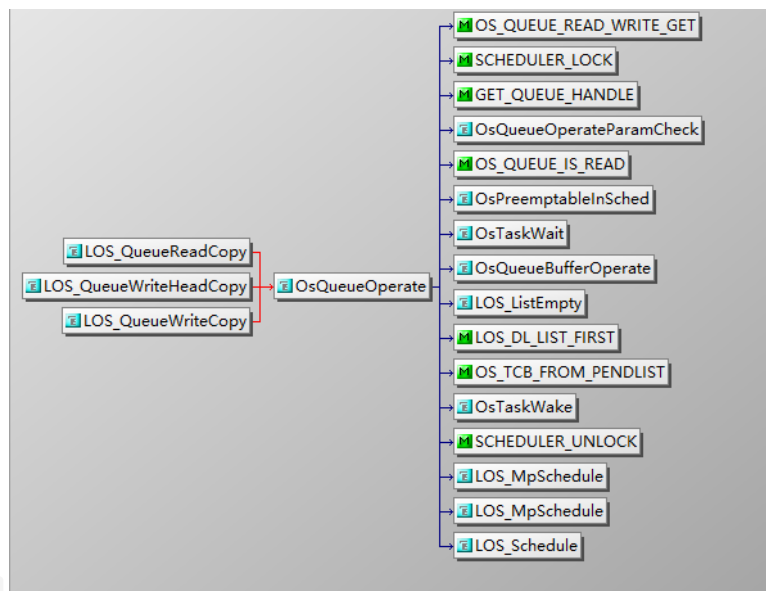 LOS_QueueReadCopy
LOS_QueueWriteHeadCopy
LOS_QueueWriteCopy
OsQueueOperate
OS_QUEUE_READ_WRITE_GET
SCHEDULER_LOCK
GET_QUEUE_HANDLE
OsQueueOperateParamCheck
OS_QUEUE_IS_READ
OsPreemptableInSched
OsTaskWait
OsQueueBufferOperate
LOS_ListEmpty
LOS_DL_LIST_FIRST
OS_TCB_FROM_PENDLIST
OsTaskWake
SCHEDULER_UNLOCK
LOS_MpSchedule
LOS_MpSchedule
LOS_Schedule